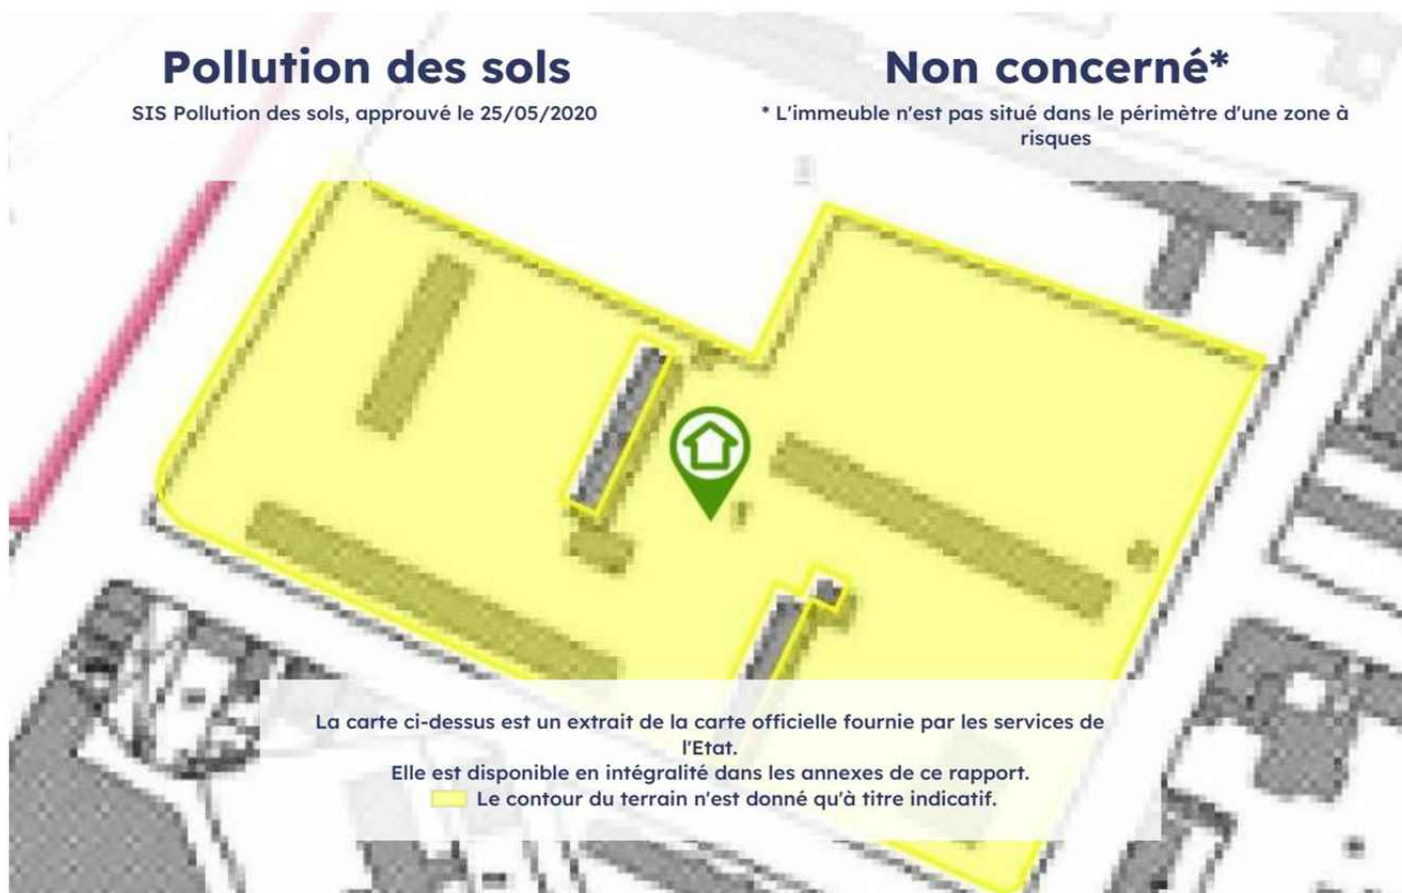 Pollution des sols
SIS Pollution des sols, approuvé le 25/05/2020
Non concerné*
* L'immeuble n'est pas situé dans le périmètre d'une zone à
risques
La carte ci-dessus est un extrait de la carte officielle fournie par les services de
l'Etat.
Elle est disponible en intégralité dans les annexes de ce rapport.
Le contour du terrain n'est donné qu'à titre indicatif.